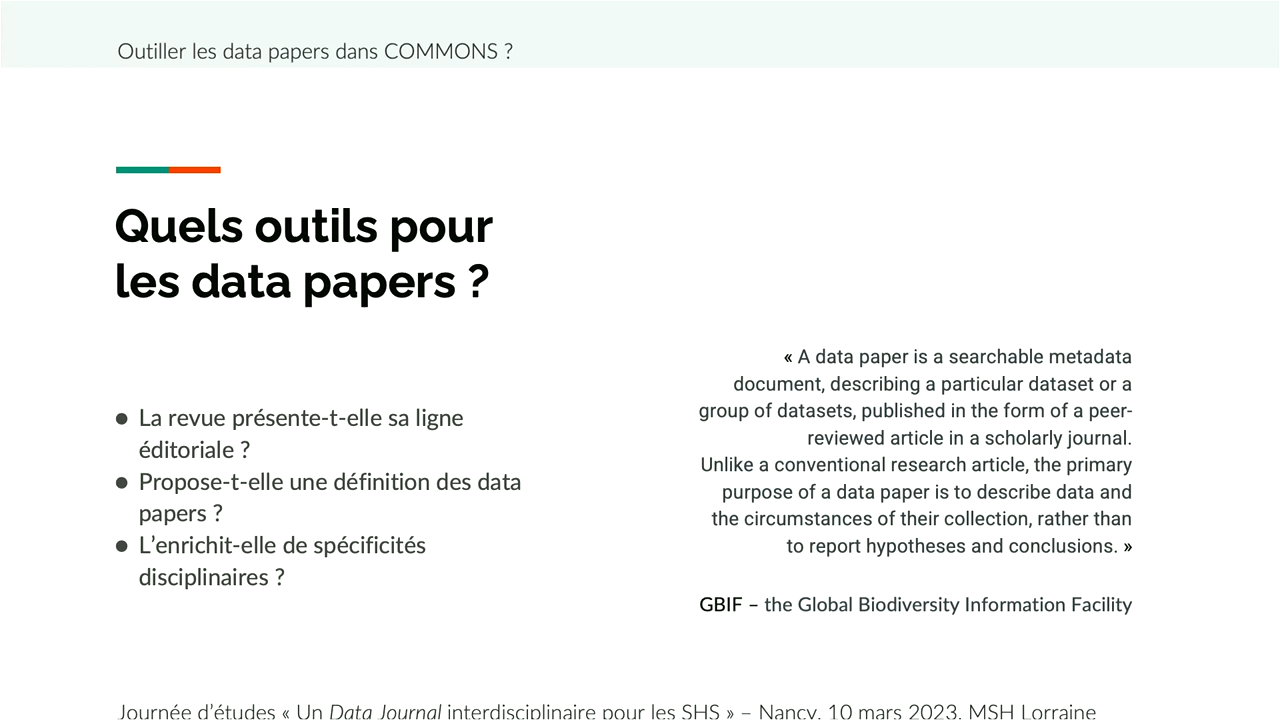 Outiller les data papers dans COMMONS ?
Quels outils pour
les data papers ?
● La revue présente-t-elle sa ligne
éditoriale ?
● Propose-t-elle une définition des data
papers ?
● L’enrichit-elle de spécificités
disciplinaires ?
« A data paper is a searchable metadata
document, describing a particular dataset or a
group of datasets, published in the form of a peer-
reviewed article in a scholarly journal.
Unlike a conventional research article, the primary
purpose of a data paper is to describe data and
the circumstances of their collection, rather than
to report hypotheses and conclusions. »
GBIF – the Global Biodiversity Information Facility
Journée d’études « Un Data Journal interdisciplinaire pour les SHS » – Nancy, 10 mars 2023, MSH Lorraine